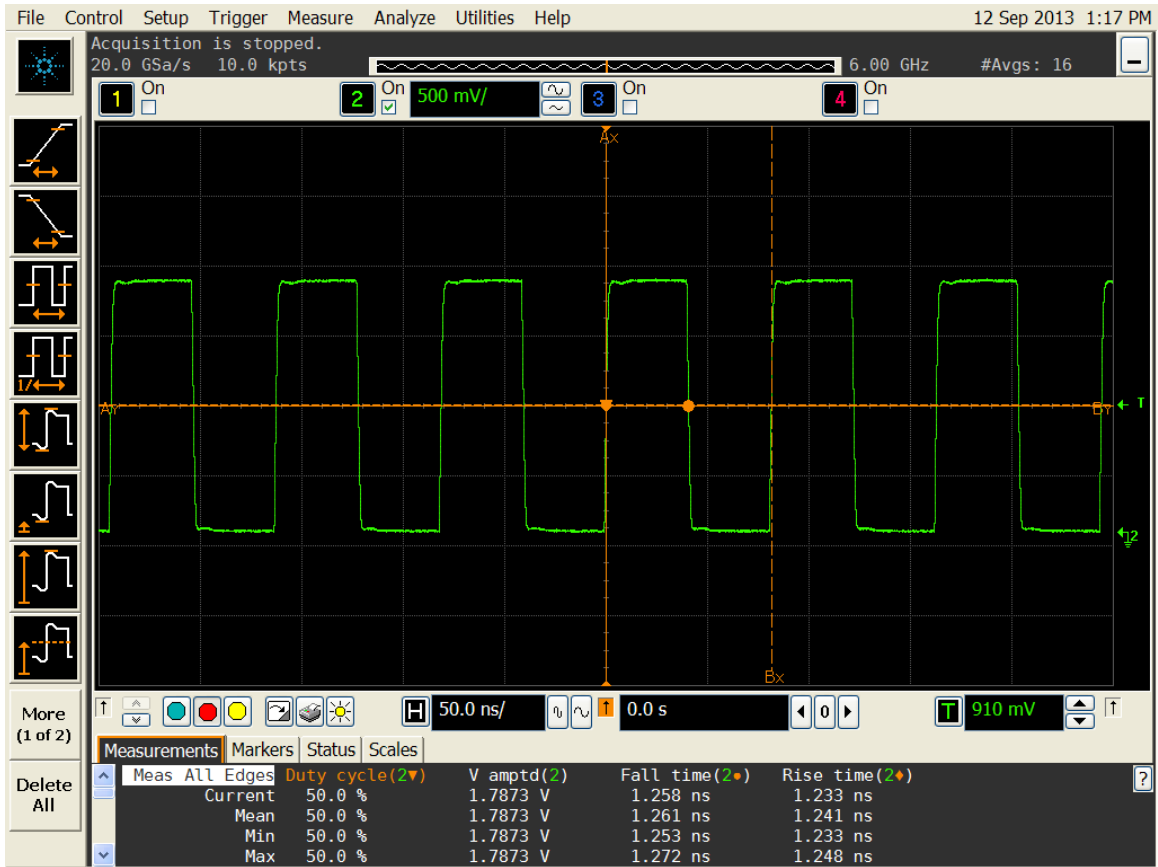 File Control Setup Trigger Measure Analyze Utilities Help 12 Sep 2013 1:17 PM
Acquisition is stopped.
20.0 GSa/s 10.0 kpts 6.00 GHz #Avgs: 16
1 On 2 On 500 mV/ 3 On 4 On
Ax
1/
Ay By T
2
Bx
More
(1 of 2)
Delete
All
H 50.0 ns/ 0.0 s 0 T 910 mV
Measurements Markers Status Scales
Meas All Edges Duty cycle(2▼) V amptd(2) Fall time(2●) Rise time(2♦) ?
Current 50.0 % 1.7873 V 1.258 ns 1.233 ns
Mean 50.0 % 1.7873 V 1.261 ns 1.241 ns
Min 50.0 % 1.7873 V 1.253 ns 1.233 ns
Max 50.0 % 1.7873 V 1.272 ns 1.248 ns